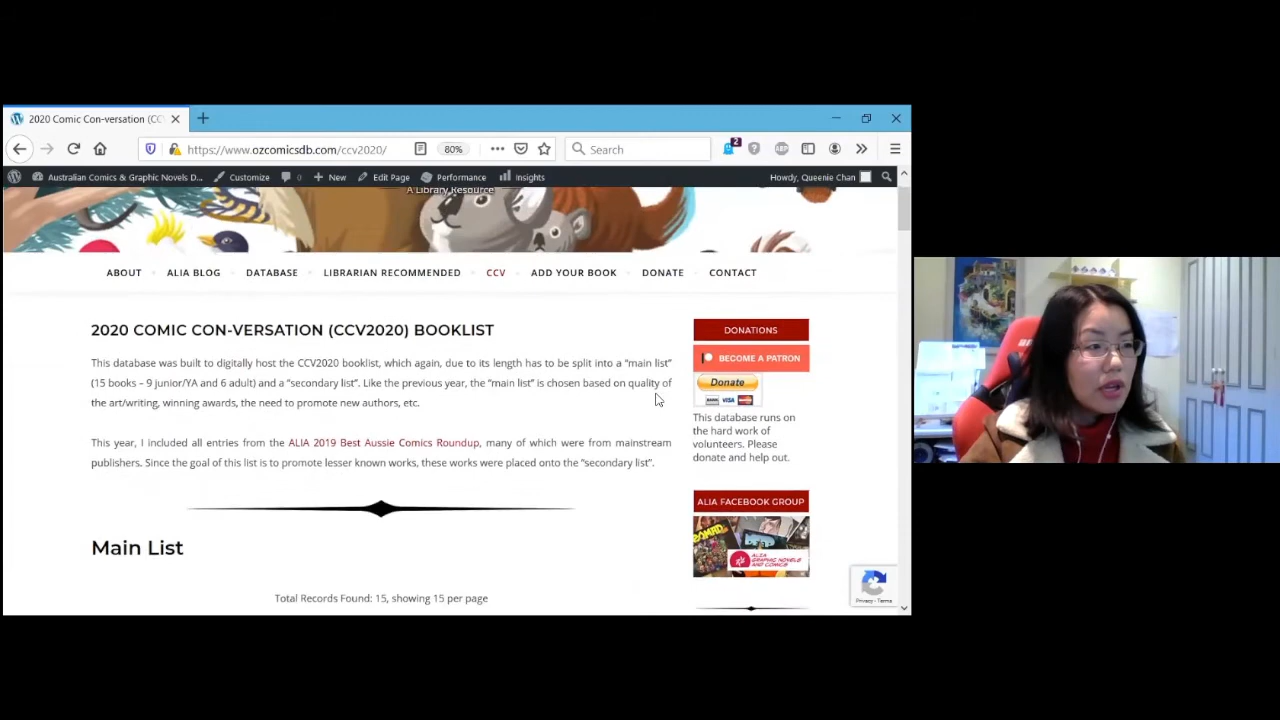 2020 Comic Con-versation (CC
https://www.ozcomicsdb.com/ccv2020/
80%
Search
2
Australian Comics & Graphic Novels D...
Customize
0
New
Edit Page
Performance
Insights
Howdy, Queenie Chan
A Library Resource
ABOUT
ALIA BLOG
DATABASE
LIBRARIAN RECOMMENDED
CCV
ADD YOUR BOOK
DONATE
CONTACT
2020 COMIC CON-VERSATION (CCV2020) BOOKLIST
This database was built to digitally host the CCV2020 booklist, which again, due to its length has to be split into a “main list”
(15 books – 9 junior/YA and 6 adult) and a “secondary list”. Like the previous year, the “main list” is chosen based on quality of
the art/writing, winning awards, the need to promote new authors, etc.
This year, I included all entries from the ALIA 2019 Best Aussie Comics Roundup, many of which were from mainstream
publishers. Since the goal of this list is to promote lesser known works, these works were placed onto the “secondary list”.
Main List
Total Records Found: 15, showing 15 per page
DONATIONS
BECOME A PATRON
Donate
VISA
This database runs on
the hard work of
volunteers. Please
donate and help out.
ALIA FACEBOOK GROUP
ALIA
GRAPHIC NOVELS
AND COMICS
Privacy - Terms